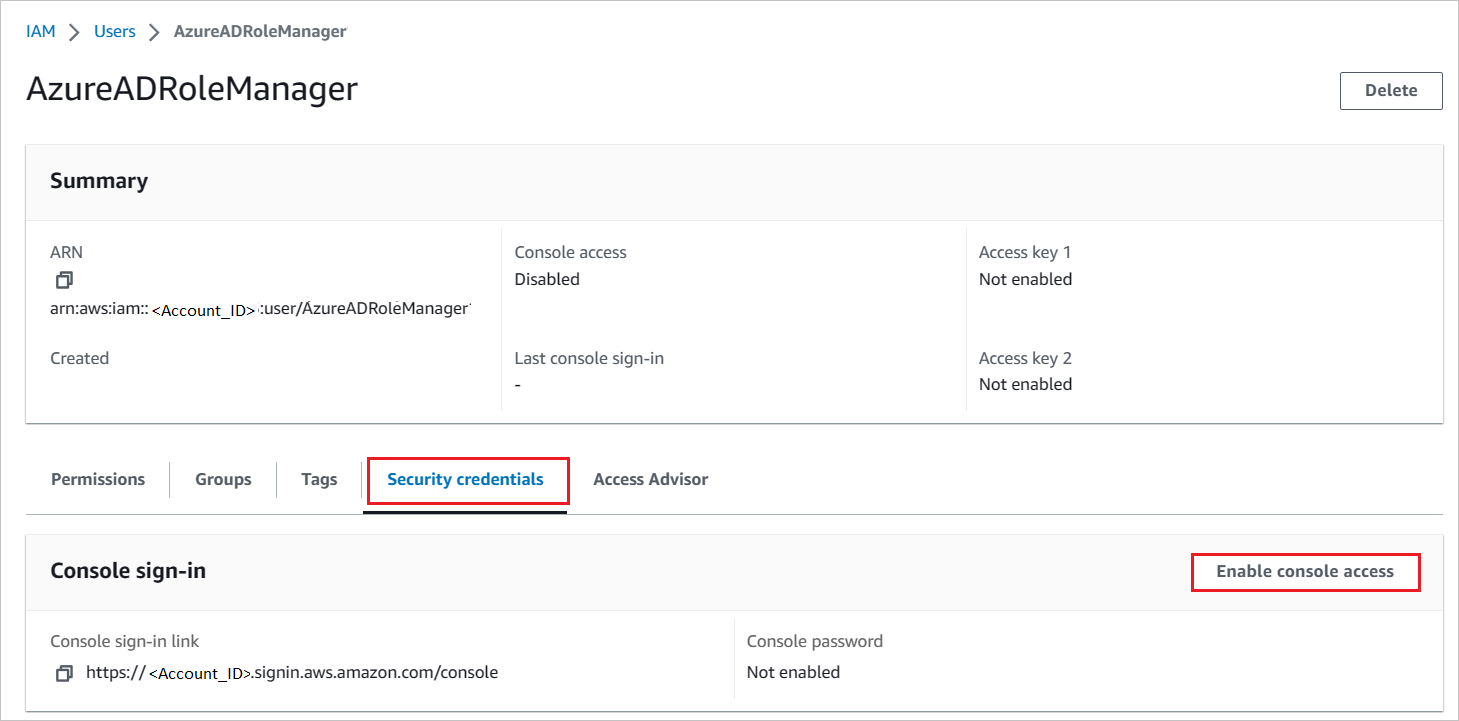 IAM > Users > AzureADRoleManager
AzureADRoleManager
Delete
Summary
ARN
arn:aws:iam:: <Account_ID> :user/AzureADRoleManager
Created
Console access
Disabled
Last console sign-in
-
Access key 1
Not enabled
Access key 2
Not enabled
Permissions Groups Tags Security credentials Access Advisor
Console sign-in
Enable console access
Console sign-in link
https:// <Account_ID>.signin.aws.amazon.com/console
Console password
Not enabled